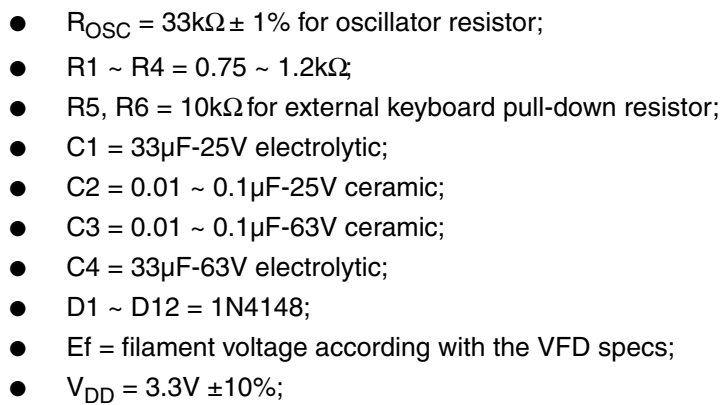 ● R_OSC = 33kΩ ± 1% for oscillator resistor;
● R1 ~ R4 = 0.75 ~ 1.2kΩ;
● R5, R6 = 10kΩ for external keyboard pull-down resistor;
● C1 = 33µF-25V electrolytic;
● C2 = 0.01 ~ 0.1µF-25V ceramic;
● C3 = 0.01 ~ 0.1µF-63V ceramic;
● C4 = 33µF-63V electrolytic;
● D1 ~ D12 = 1N4148;
● Ef = filament voltage according with the VFD specs;
● V_DD = 3.3V ±10%;